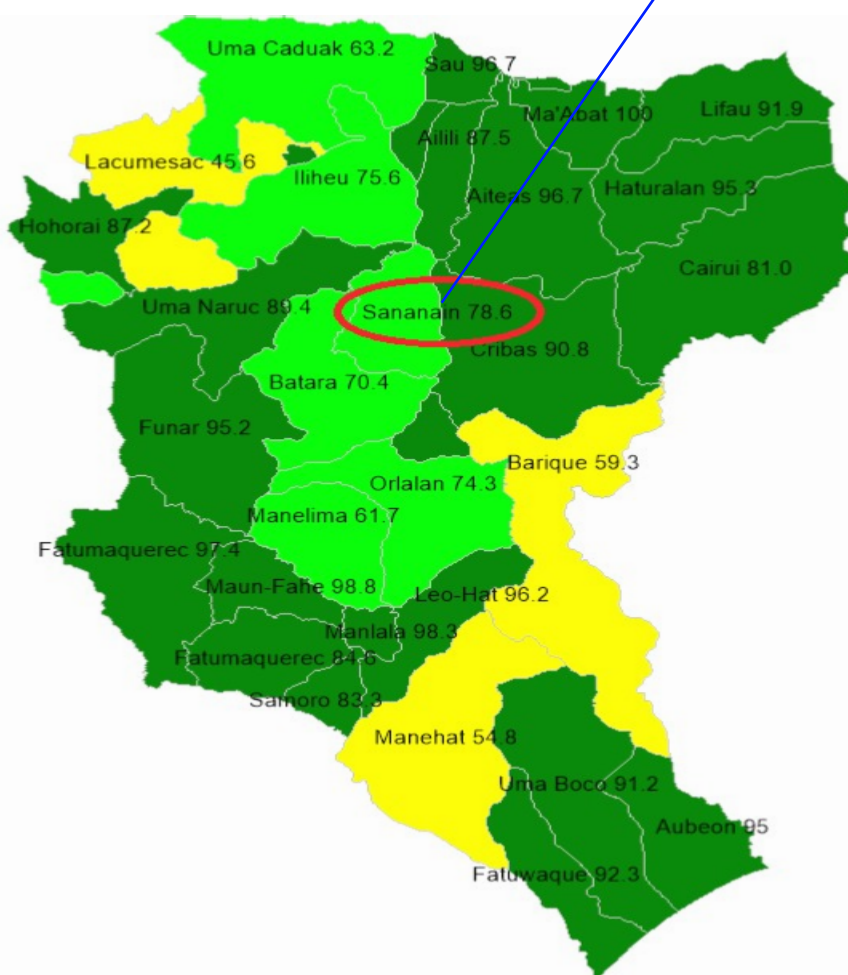 Uma Caduak 63.2
Sau 96.7
Ma'Abat 100
Lifau 91.9
Ailili 87.5
Lacumesac 45.6
Iliheu 75.6
Aiteas 96.7
Haturalan 95.3
Hohorai 87.2
Cairui 81.0
Uma Naruc 89.4
Sananain 78.6
Cribas 90.8
Batara 70.4
Funar 95.2
Barique 59.3
Orlalan 74.3
Manelima 61.7
Fatumaquerec 97.4
Maun-Fahe 98.8
Leo-Hat 96.2
Manlala 98.3
Fatumaquerec 84.6
Samoro 83.3
Manehat 54.8
Uma Boco 91.2
Aubeon 95
Fatuwaque 92.3